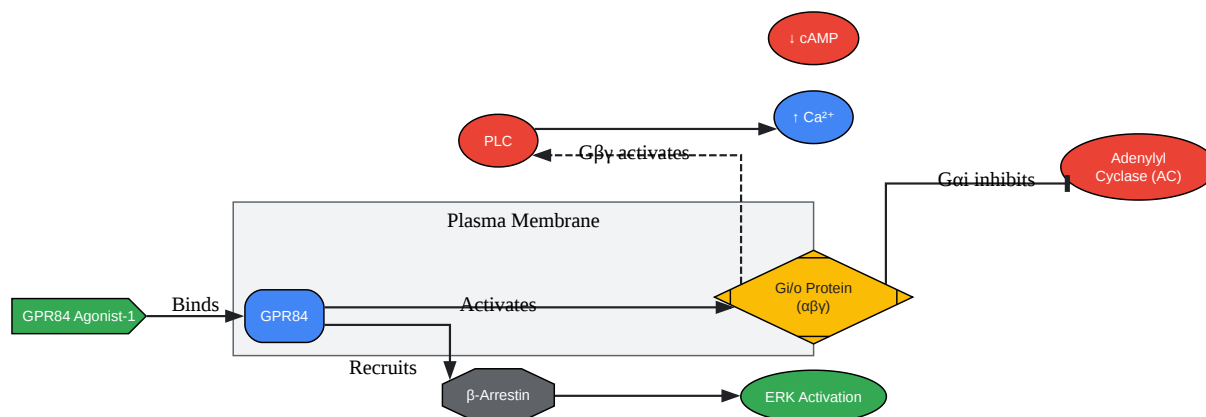 ↓ cAMP
↑ Ca²⁺
PLC
Gβγ activates
Adenylyl
Cyclase (AC)
Gαi inhibits
Plasma Membrane
GPR84 Agonist-1
Binds
GPR84
Activates
Gi/o Protein
(αβγ)
Recruits
β-Arrestin
ERK Activation